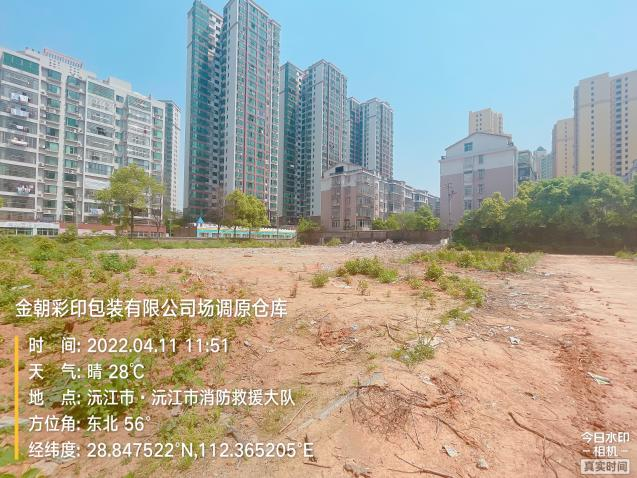 金朝彩印包装有限公司场调原仓库
时 间: 2022.04.11 11:51
天 气: 晴 28℃
地 点: 沅江市·沅江市消防救援大队
方位角: 东北 56°
经纬度: 28.847522°N,112.365205°E
今日水印
-相机-
真实时间